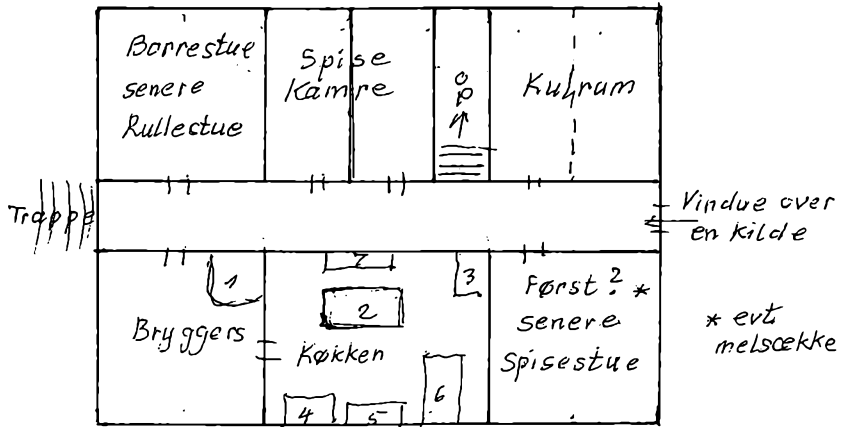 Borrestue
senere
Rullestue
Spise
Kamre
op
Kulrum
Trappe
Vindue over
en kilde
1
7
2
3
Først ? *
senere
Spisestue
Bryggers
Køkken
4
5
6
* evt.
melsække